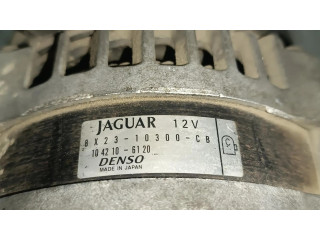 JAGUAR 12V
8X23-10300-CB
104210-6120
DENSO
MADE IN JAPAN